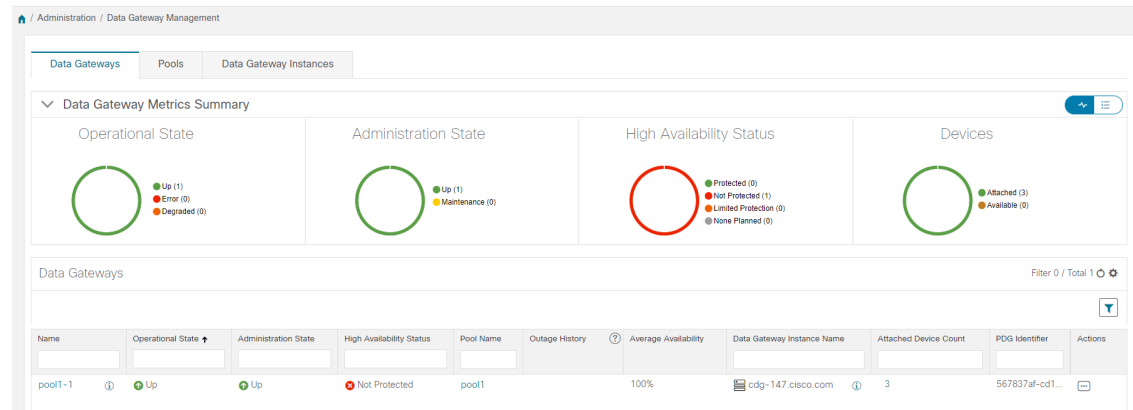 / Administration / Data Gateway Management
Data Gateways Pools Data Gateway Instances
Data Gateway Metrics Summary
Operational State
Up (1)
Error (0)
Degraded (0)
Administration State
Up (1)
Maintenance (0)
High Availability Status
Protected (0)
Not Protected (1)
Limited Protection (0)
None Planned (0)
Devices
Attached (3)
Available (0)
Data Gateways Filter 0 / Total 1
Name Operational State Administration State High Availability Status Pool Name Outage History ? Average Availability Data Gateway Instance Name Attached Device Count PDG Identifier Actions
pool1-1 Up Up Not Protected pool1 100% cdg-147.cisco.com 3 567837af-cd1...